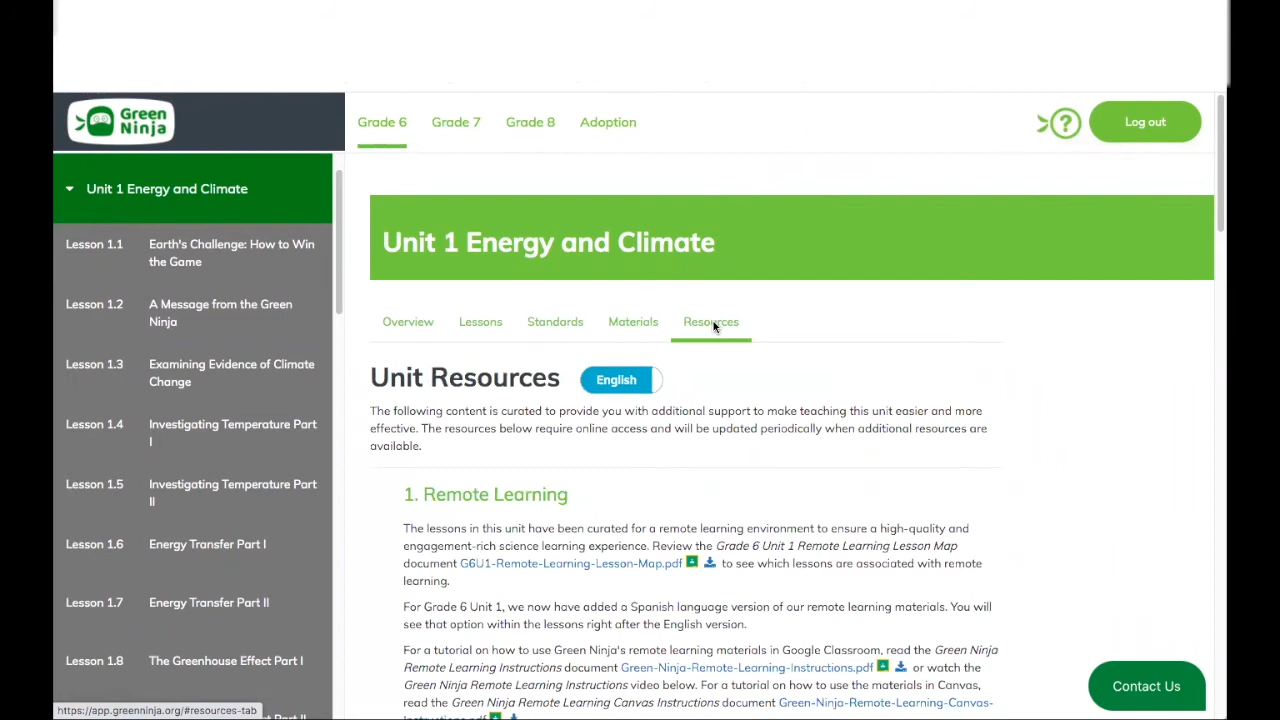 Green
Ninja
Grade 6
Grade 7
Grade 8
Adoption
?
Log out
Unit 1 Energy and Climate
Lesson 1.1 Earth's Challenge: How to Win
the Game
Lesson 1.2 A Message from the Green
Ninja
Lesson 1.3 Examining Evidence of Climate
Change
Lesson 1.4 Investigating Temperature Part
I
Lesson 1.5 Investigating Temperature Part
II
Lesson 1.6 Energy Transfer Part I
Lesson 1.7 Energy Transfer Part II
Lesson 1.8 The Greenhouse Effect Part I
Part II
https://app.greenninja.org/#resources-tab
Unit 1 Energy and Climate
Overview
Lessons
Standards
Materials
Resources
Unit Resources
English
The following content is curated to provide you with additional support to make teaching this unit easier and more
effective. The resources below require online access and will be updated periodically when additional resources are
available.
1. Remote Learning
The lessons in this unit have been curated for a remote learning environment to ensure a high-quality and
engagement-rich science learning experience. Review the Grade 6 Unit 1 Remote Learning Lesson Map
document G6U1-Remote-Learning-Lesson-Map.pdf to see which lessons are associated with remote
learning.
For Grade 6 Unit 1, we now have added a Spanish language version of our remote learning materials. You will
see that option within the lessons right after the English version.
For a tutorial on how to use Green Ninja's remote learning materials in Google Classroom, read the Green Ninja
Remote Learning Instructions document Green-Ninja-Remote-Learning-Instructions.pdf or watch the
Green Ninja Remote Learning Instructions video below. For a tutorial on how to use the materials in Canvas,
read the Green Ninja Remote Learning Canvas Instructions document Green-Ninja-Remote-Learning-Canvas-
Instructions.pdf
Contact Us